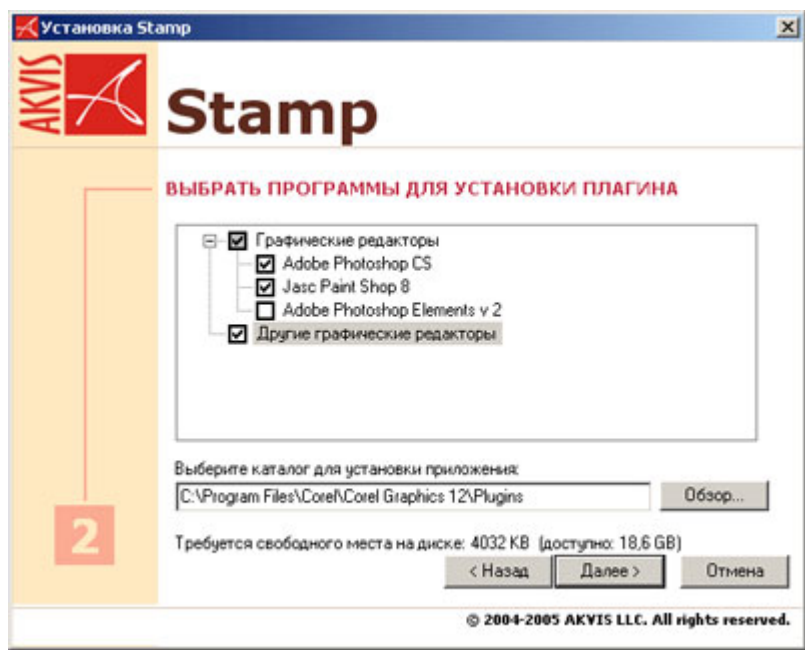 Установка Stamp
AKVIS
Stamp
ВЫБРАТЬ ПРОГРАММЫ ДЛЯ УСТАНОВКИ ПЛАГИНА
Графические редакторы
Adobe Photoshop CS
Jasc Paint Shop 8
Adobe Photoshop Elements v 2
Другие графические редакторы
Выберите каталог для установки приложения:
C:\Program Files\Corel\Corel Graphics 12\Plugins
Обзор...
2
Требуется свободного места на диске: 4032 KB (доступно: 18,6 GB)
< Назад
Далее >
Отмена
© 2004-2005 AKVIS LLC. All rights reserved.